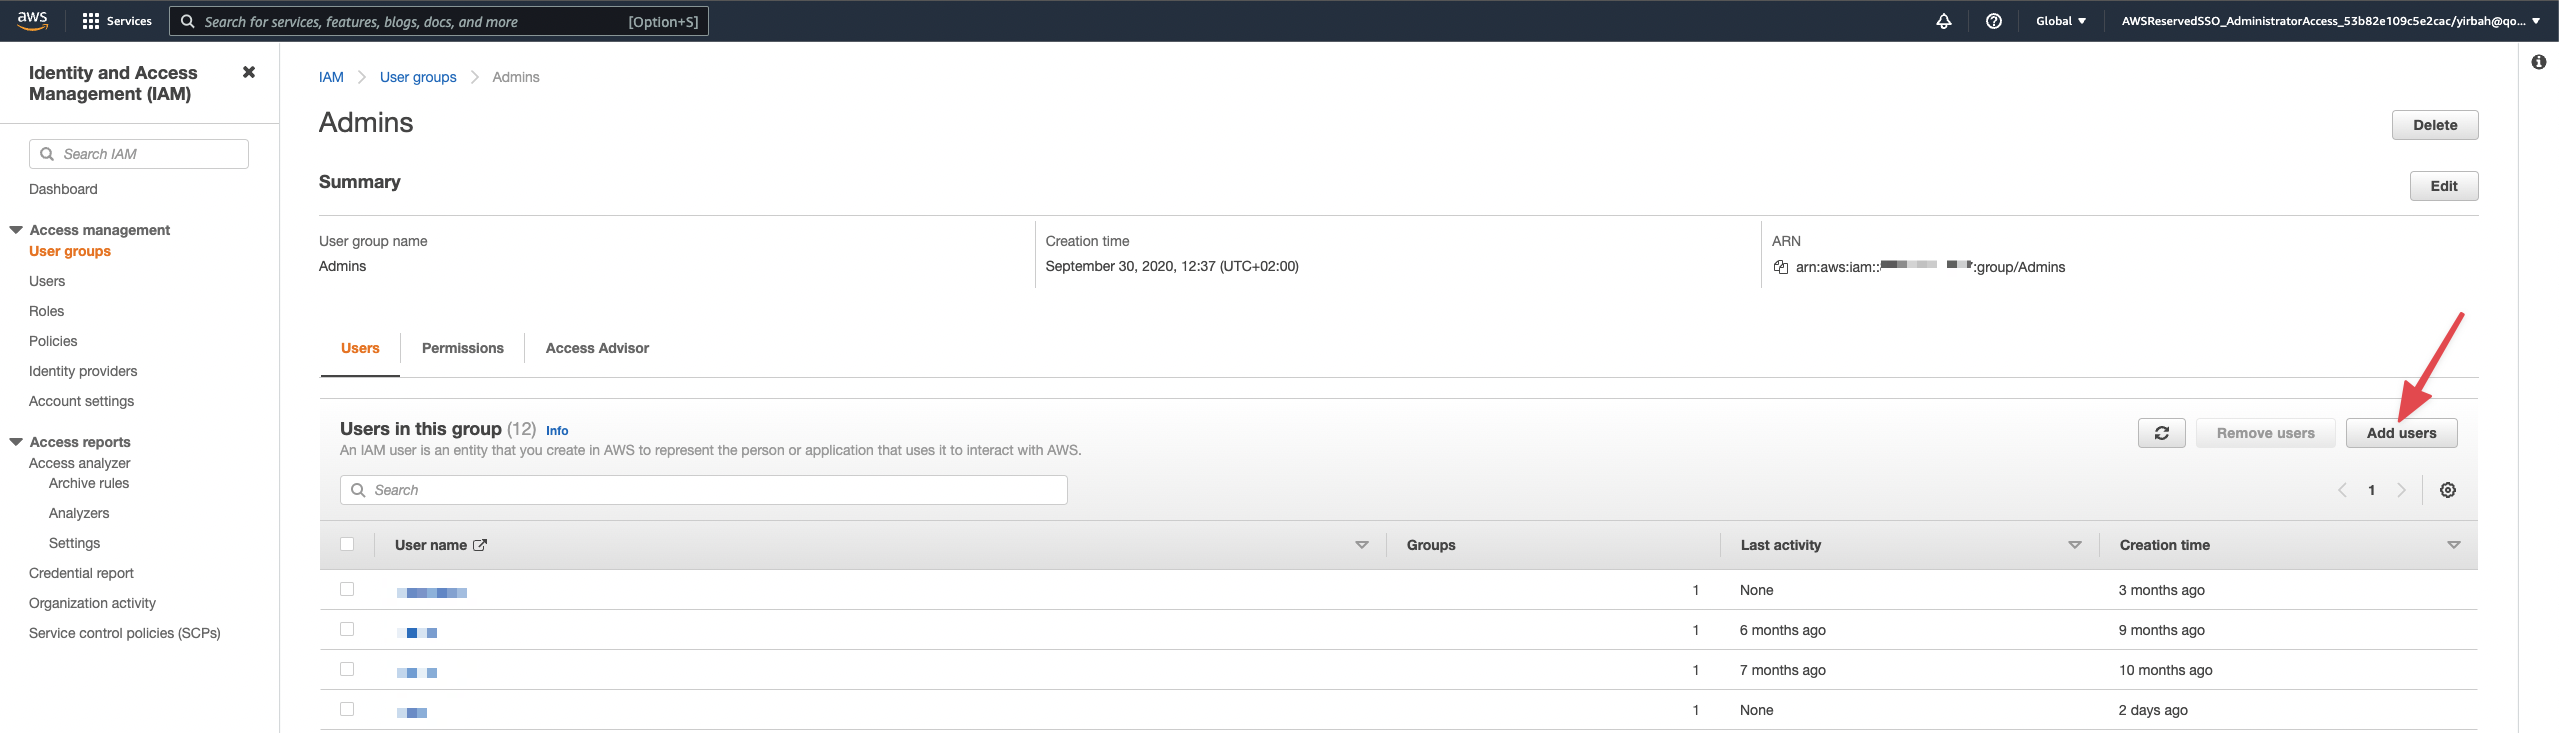 aws Services Search for services, features, blogs, docs, and more [Option+S] Global AWSReservedSSO_AdministratorAccess_53b82e109c5e2cac/yirbah@qo...
Identity and Access
Management (IAM)
Search IAM
Dashboard
Access management
User groups
Users
Roles
Policies
Identity providers
Account settings
Access reports
Access analyzer
Archive rules
Analyzers
Settings
Credential report
Organization activity
Service control policies (SCPs)
IAM User groups Admins
Admins
Delete
Summary
Edit
User group name
Admins
Creation time
September 30, 2020, 12:37 (UTC+02:00)
ARN
arn:aws:iam:: :group/Admins
Users Permissions Access Advisor
Users in this group (12) Info
An IAM user is an entity that you create in AWS to represent the person or application that uses it to interact with AWS.
Remove users Add users
Search
1
User name Groups Last activity Creation time
1 None 3 months ago
1 6 months ago 9 months ago
1 7 months ago 10 months ago
1 None 2 days ago